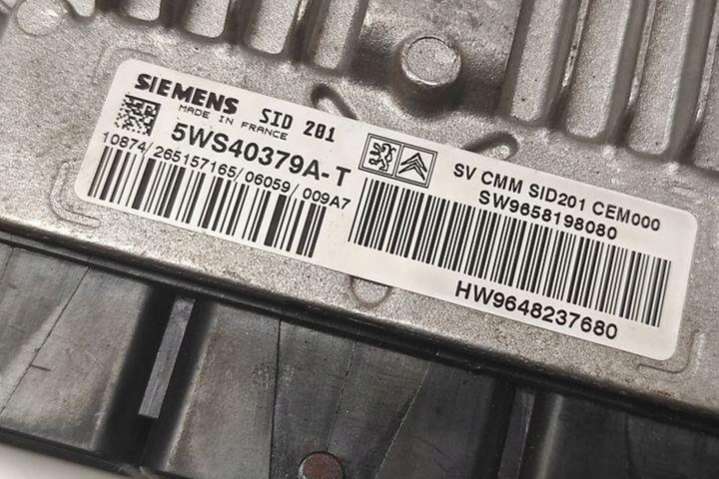 SIEMENS SID 201
MADE IN FRANCE
5WS40379A-T
10874/265157165/06059/009A7
SV CMM SID201 CEM000
SW9658198080
HW9648237680